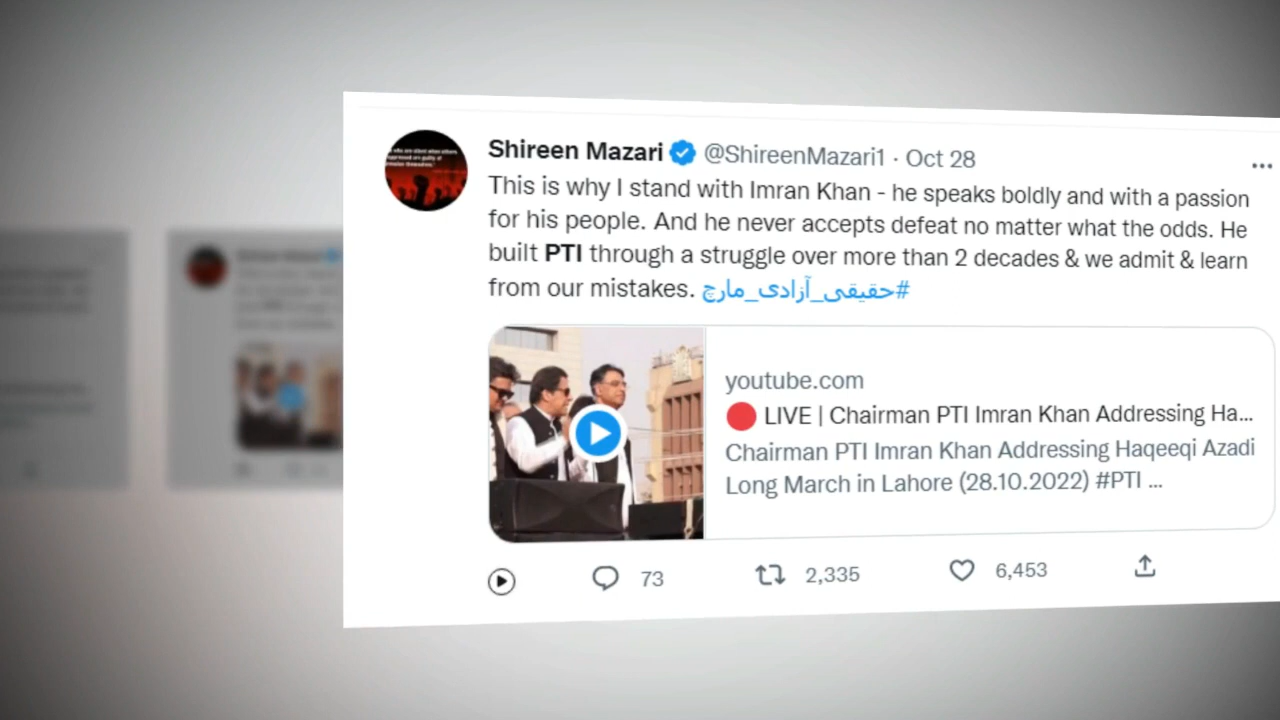 Shireen Mazari @ShireenMazari1 · Oct 28
This is why I stand with Imran Khan - he speaks boldly and with a passion
for his people. And he never accepts defeat no matter what the odds. He
built PTI through a struggle over more than 2 decades & we admit & learn
from our mistakes. #حقیقی_آزادی_مارچ
youtube.com
LIVE | Chairman PTI Imran Khan Addressing Ha...
Chairman PTI Imran Khan Addressing Haqeeqi Azadi
Long March in Lahore (28.10.2022) #PTI ...
73 2,335 6,453